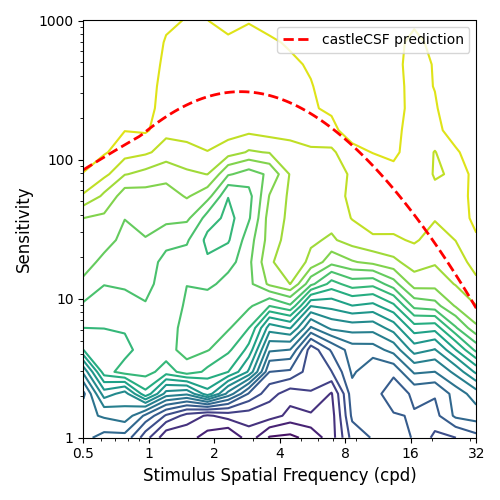 1000
castleCSF prediction
100
Sensitivity
10
1
0.5 1 2 4 8 16 32
Stimulus Spatial Frequency (cpd)